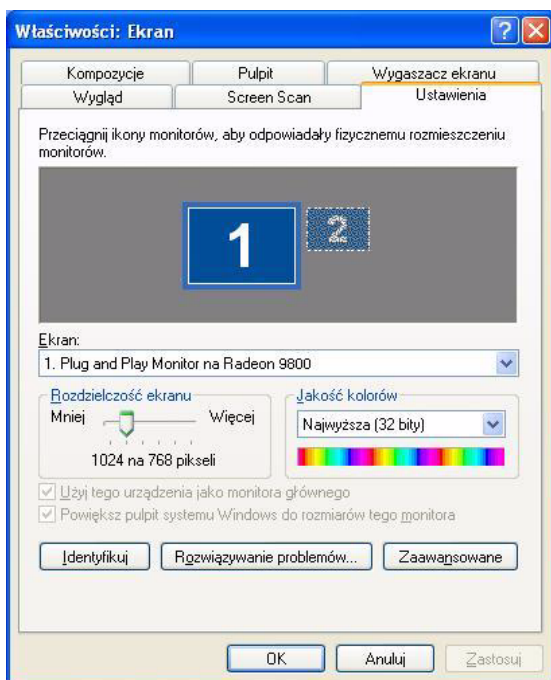 Właściwości: Ekran
Kompozycje Pulpit Wygaszacz ekranu
Wygląd Screen Scan Ustawienia
Przeciągnij ikony monitorów, aby odpowiadały fizycznemu rozmieszczeniu
monitorów.
1 2
Ekran:
1. Plug and Play Monitor na Radeon 9800
Rozdzielczość ekranu
Mniej Więcej
1024 na 768 pikseli
Jakość kolorów
Najwyższa (32 bity)
Użyj tego urządzenia jako monitora głównego
Powiększ pulpit systemu Windows do rozmiarów tego monitora
Identyfikuj Rozwiązywanie problemów... Zaawansowane
OK Anuluj Zastosuj